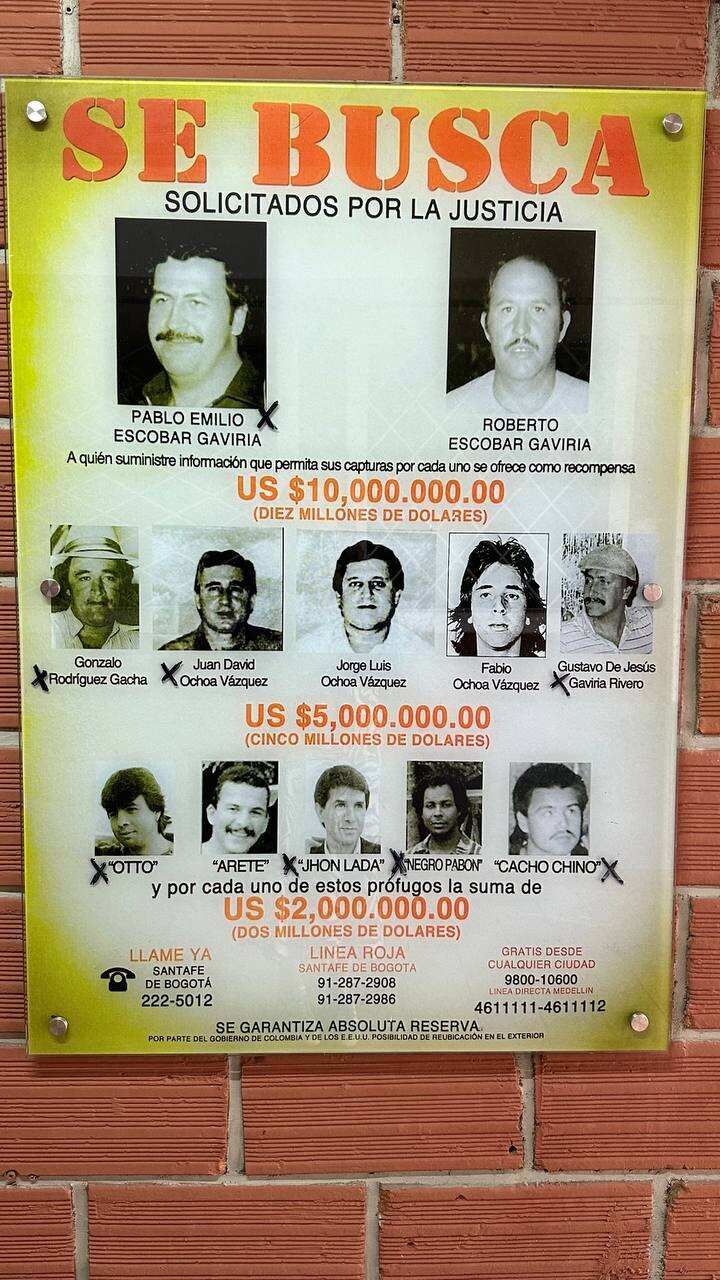 SE BUSCA
SOLICITADOS POR LA JUSTICIA
PABLO EMILIO
ESCOBAR GAVIRIA
ROBERTO
ESCOBAR GAVIRIA
A quién suministre información que permita sus capturas por cada uno se ofrece como recompensa
US $10,000.000.00
(DIEZ MILLONES DE DOLARES)
Gonzalo
Rodríguez Gacha
Juan David
Ochoa Vázquez
Jorge Luis
Ochoa Vázquez
Fabio
Ochoa Vázquez
Gustavo De Jesús
Gaviria Rivero
US $5,000.000.00
(CINCO MILLONES DE DOLARES)
"OTTO"
"ARETE"
"JHON LADA"
"NEGRO PABON"
"CACHO CHINO"
y por cada uno de estos prófugos la suma de
US $2,000.000.00
(DOS MILLONES DE DOLARES)
LLAME YA
SANTAFE
DE BOGOTÁ
222-5012
LINEA ROJA
SANTAFE DE BOGOTA
91-287-2908
91-287-2986
GRATIS DESDE
CUALQUIER CIUDAD
9800-10600
LINEA DIRECTA MEDELLIN
4611111-4611112
SE GARANTIZA ABSOLUTA RESERVA.
POR PARTE DEL GOBIERNO DE COLOMBIA Y DE LOS E.E.U.U. POSIBILIDAD DE REUBICACIÓN EN EL EXTERIOR